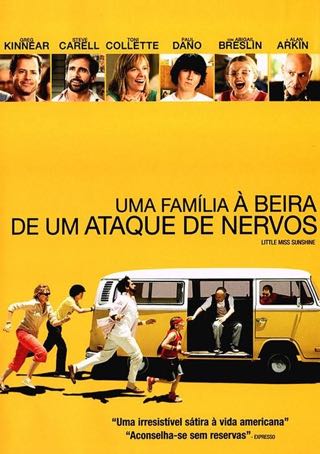 GREG KINNEAR
STEVE CARELL
TONI COLLETTE
PAUL DANO
COM ABIGAIL BRESLIN
E ALAN ARKIN
UMA FAMÍLIA À BEIRA
DE UM ATAQUE DE NERVOS
LITTLE MISS SUNSHINE
"Uma irresistível sátira à vida americana"
"Aconselha-se sem reservas" - EXPRESSO